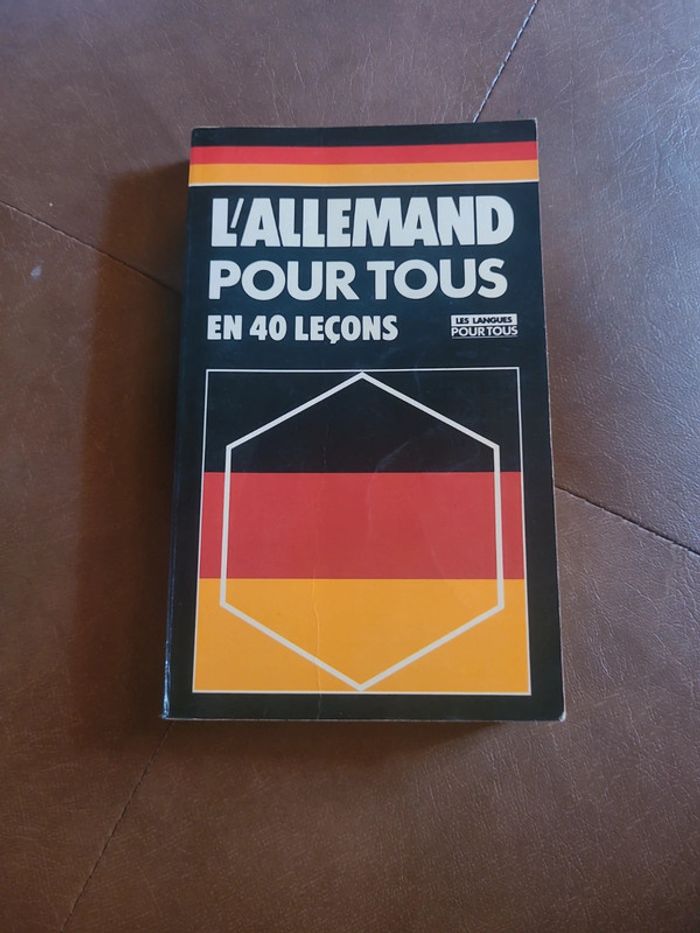 L'ALLEMAND
POUR TOUS
EN 40 LEÇONS
LES LANGUES
POUR TOUS